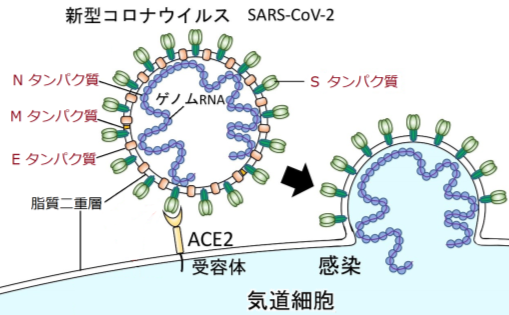 新型コロナウイルス SARS-CoV-2
N タンパク質
S タンパク質
ゲノムRNA
M タンパク質
E タンパク質
脂質二重層
ACE2
受容体
感染
気道細胞